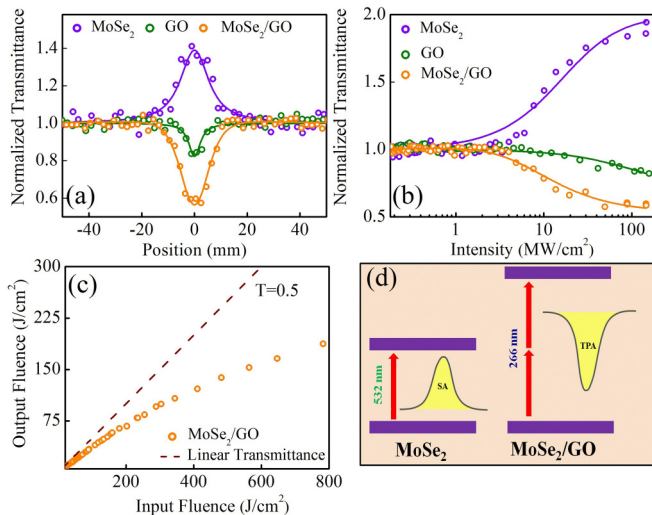 (a)
MoSe₂ GO MoSe₂/GO
Normalized Transmittance
1.4
1.2
1.0
0.8
0.6
-40 -20 0 20 40
Position (mm)
(b)
MoSe₂
GO
MoSe₂/GO
Normalized Transmittance
2.0
1.5
1.0
0.5
1 10 100
Intensity (MW/cm²)
(c)
T=0.5
Output Fluence (J/cm²)
300
225
150
75
MoSe₂/GO
Linear Transmittance
200 400 600 800
Input Fluence (J/cm²)
(d)
532 nm
SA
MoSe₂
266 nm
TPA
MoSe₂/GO